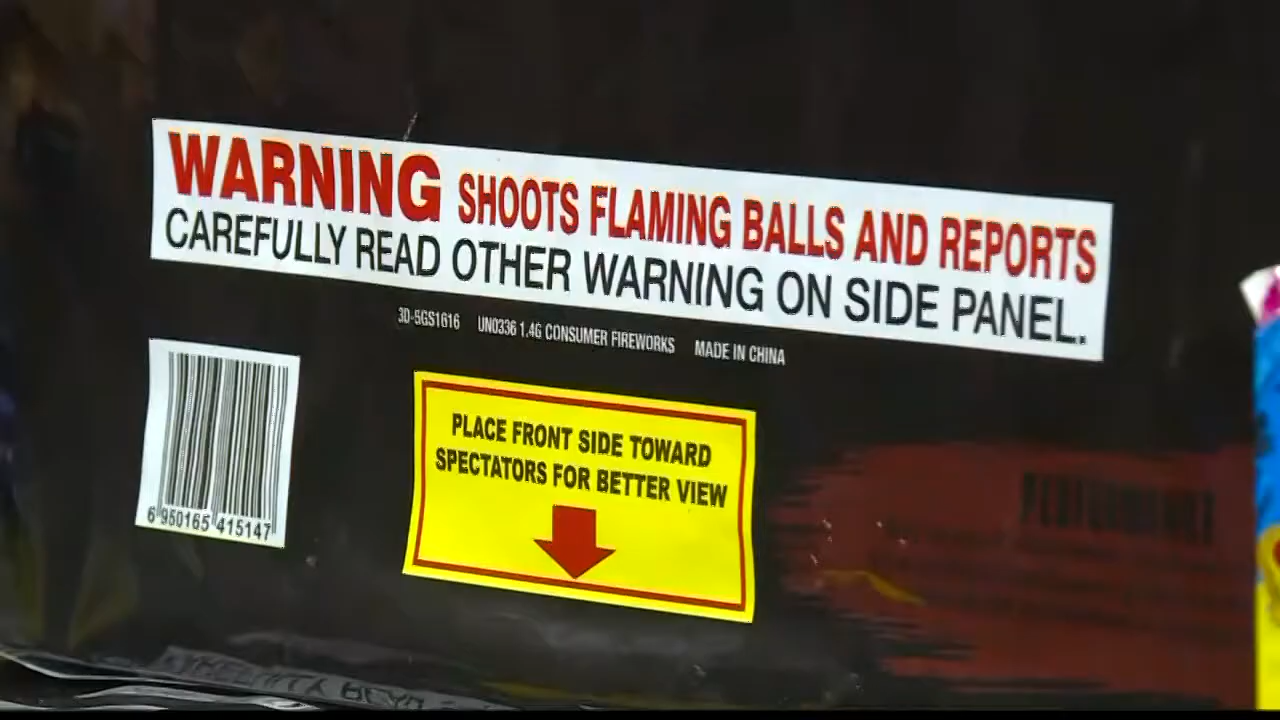 WARNING SHOOTS FLAMING BALLS AND REPORTS
CAREFULLY READ OTHER WARNING ON SIDE PANEL.
3D-5GS1616 UN0336 1.4G CONSUMER FIREWORKS MADE IN CHINA
PLACE FRONT SIDE TOWARD
SPECTATORS FOR BETTER VIEW
6 950165 415147